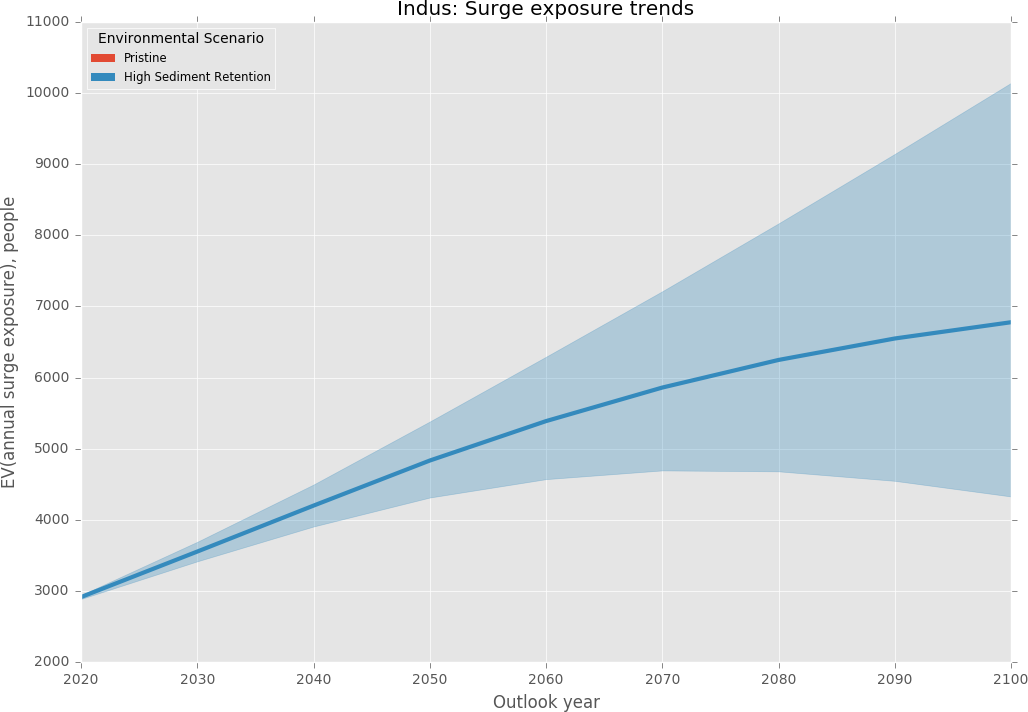 Indus: Surge exposure trends
11000
10000
9000
8000
7000
6000
5000
4000
3000
2000
EV(annual surge exposure), people
Environmental Scenario
Pristine
High Sediment Retention
2020 2030 2040 2050 2060 2070 2080 2090 2100
Outlook year